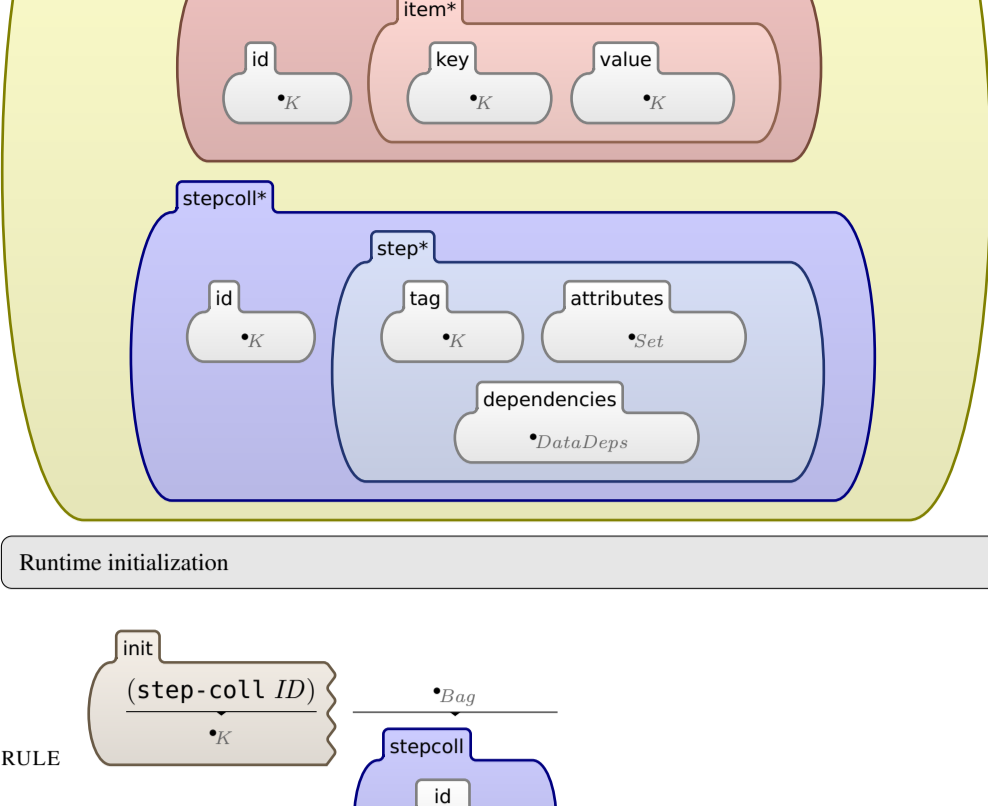 item*
id
key
value
•K
•K
•K
stepcoll*
step*
id
tag
attributes
•K
•K
•Set
dependencies
•DataDeps
Runtime initialization
init
(step-coll ID)
•Bag
•K
stepcoll
RULE
id